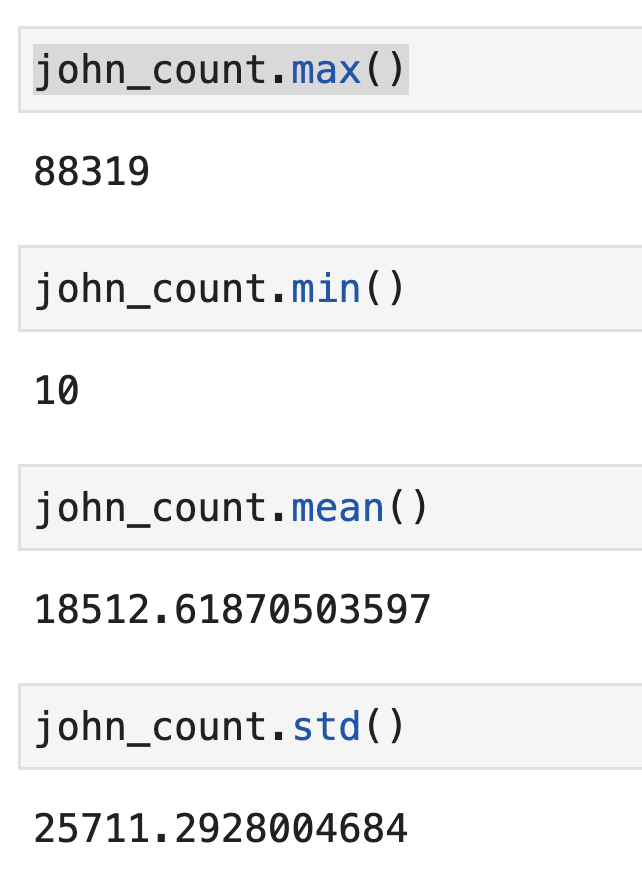 john_count.max()
88319
john_count.min()
10
john_count.mean()
18512.61870503597
john_count.std()
25711.2928004684